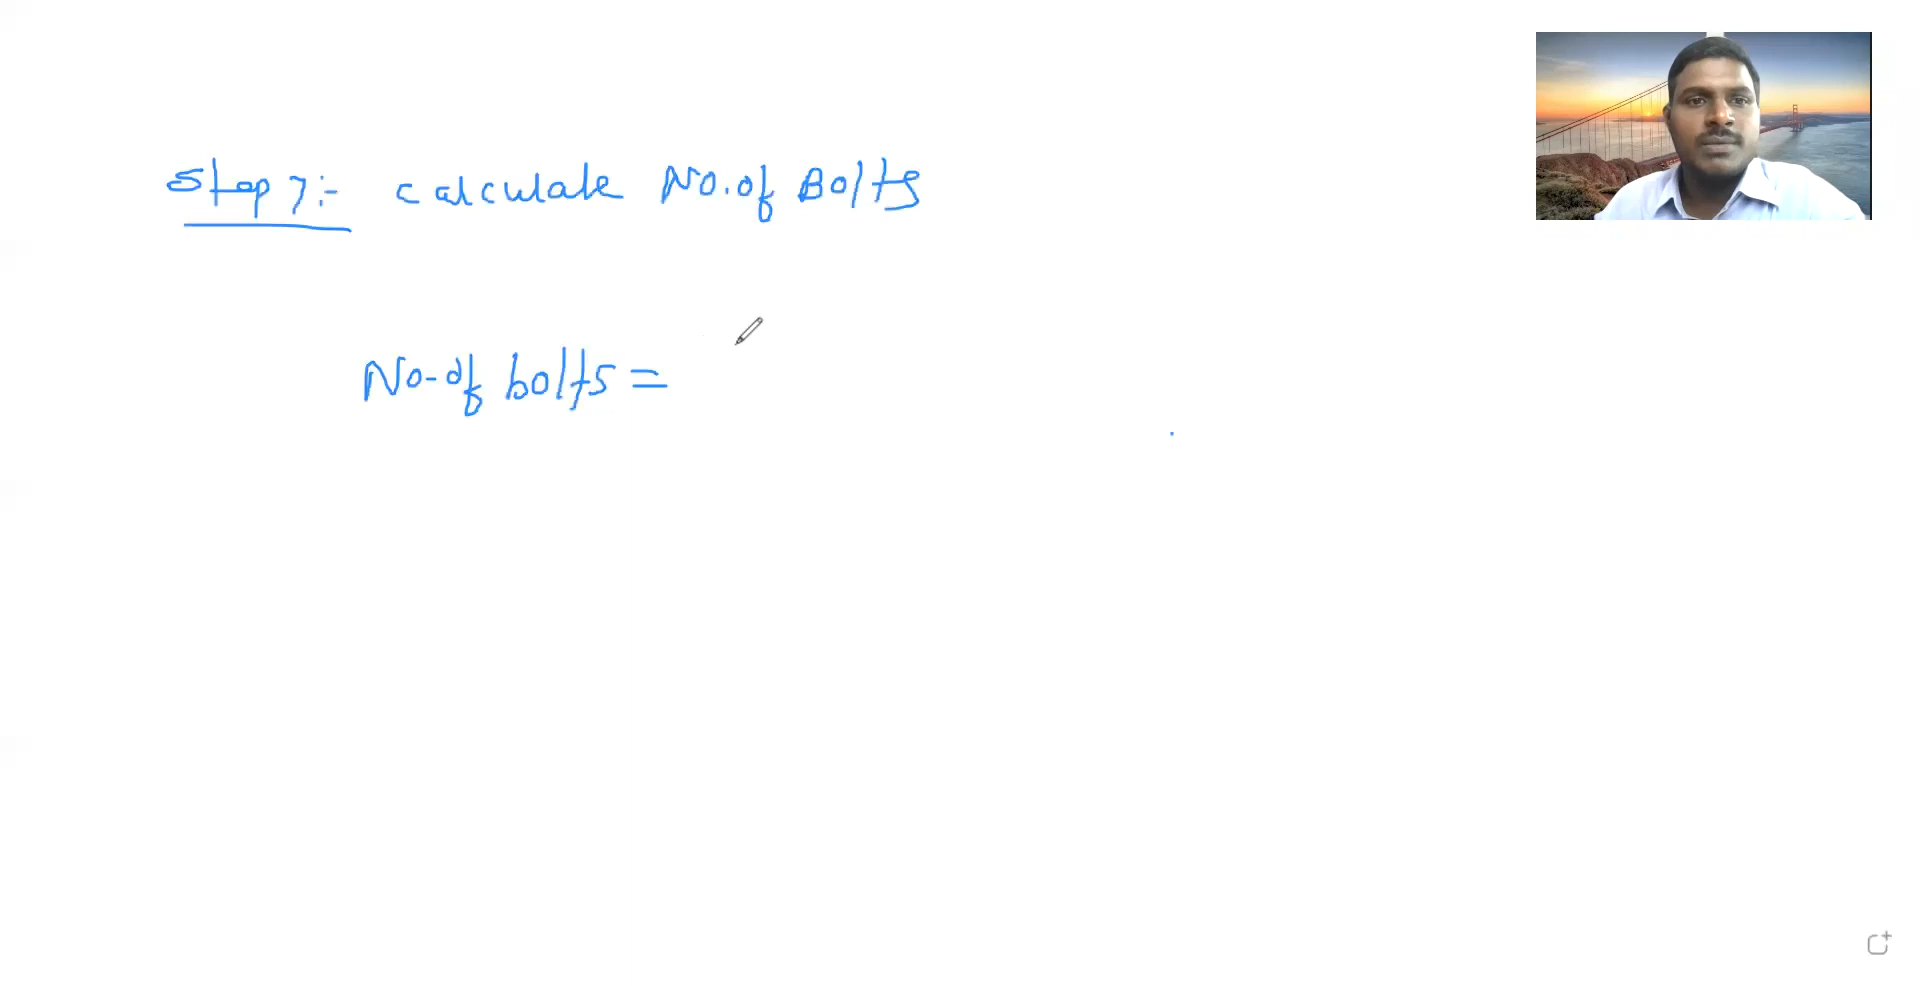 Step 7:- calculate No. of Bolts
No-of bolts =